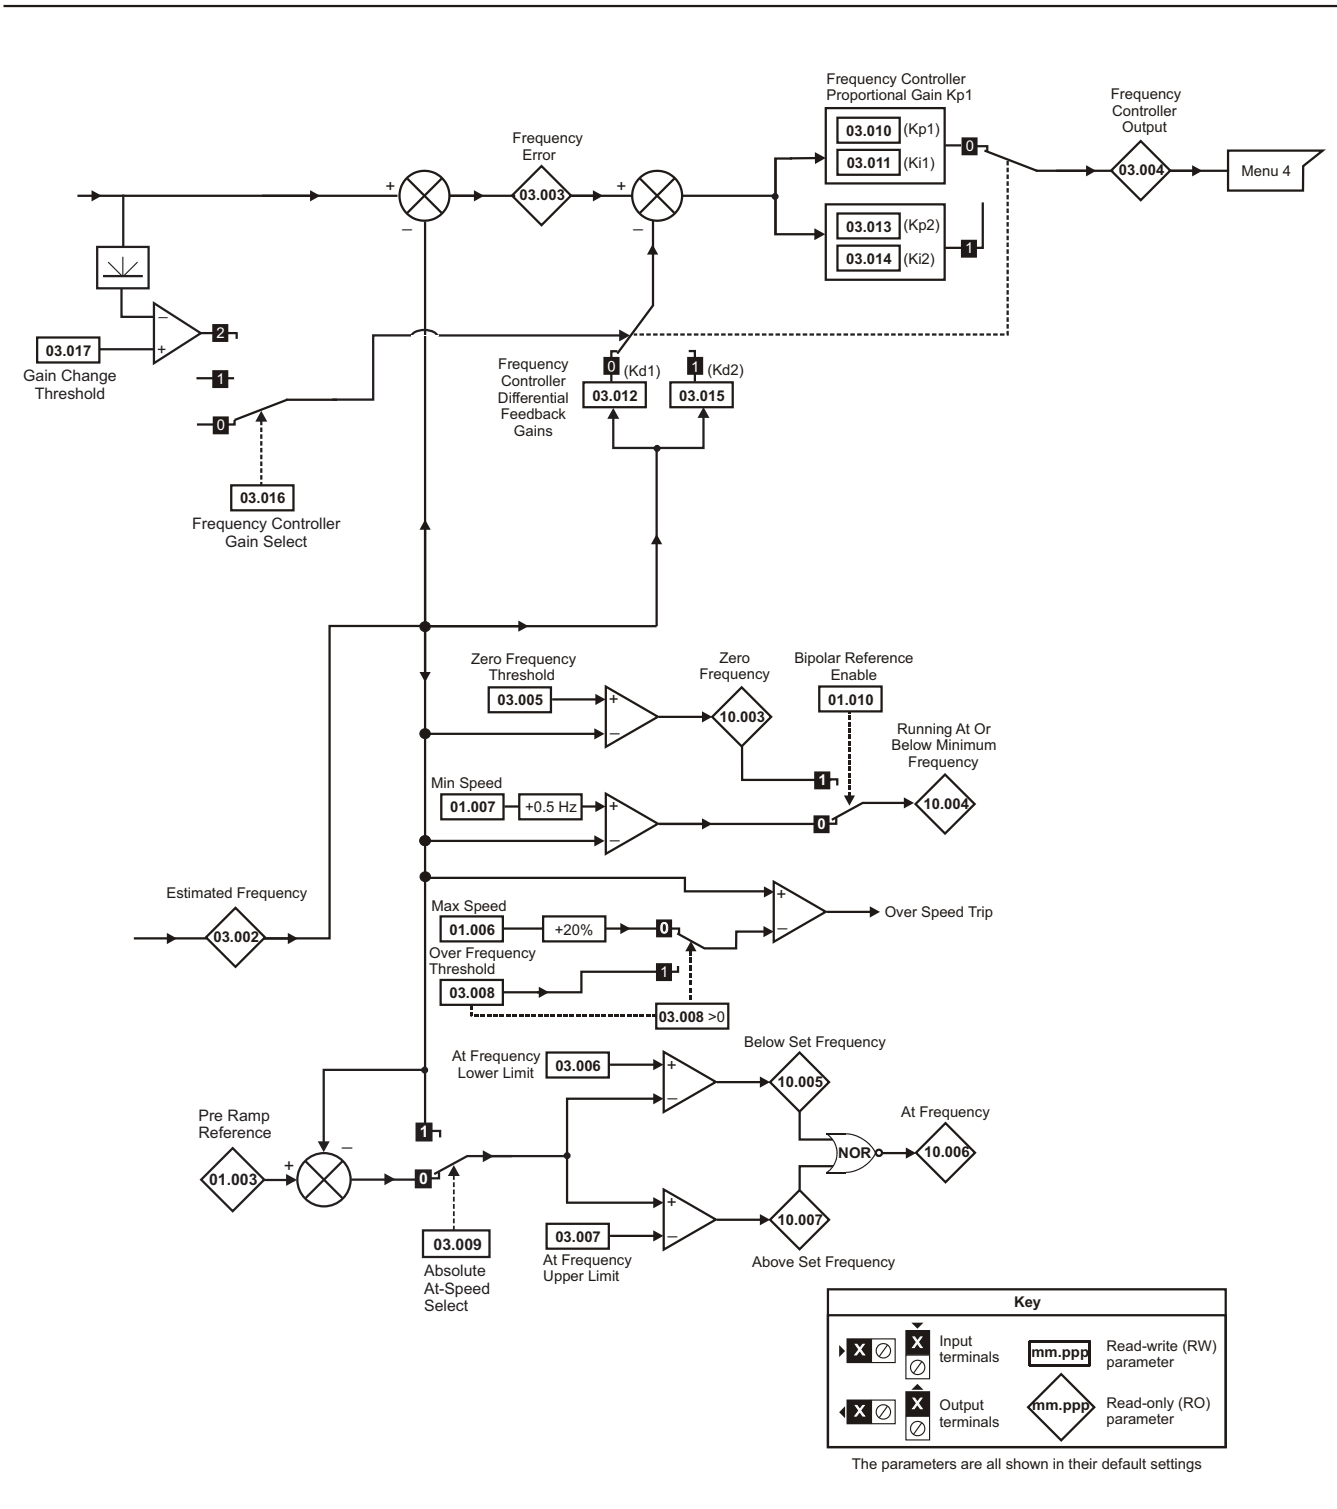 Frequency Controller
Proportional Gain Kp1
03.010 (Kp1)
03.011 (Ki1)
0
Frequency
Controller
Output
03.004
Menu 4
Frequency
Error
+
03.003
+
–
–
03.013 (Kp2)
03.014 (Ki2)
1
–
+
2
03.017
Gain Change
Threshold
1
0
03.016
Frequency Controller
Gain Select
Frequency
Controller
Differential
Feedback
Gains
0 (Kd1)
03.012
1 (Kd2)
03.015
Zero Frequency
Threshold
03.005
+
–
Zero
Frequency
10.003
Bipolar Reference
Enable
01.010
Running At Or
Below Minimum
Frequency
1
10.004
Min Speed
01.007
+0.5 Hz
+
–
0
Estimated Frequency
03.002
+
–
Over Speed Trip
Max Speed
01.006
+20%
0
Over Frequency
Threshold
03.008
1
03.008 >0
At Frequency
Lower Limit
03.006
+
–
Below Set Frequency
10.005
Pre Ramp
Reference
01.003
+
–
1
0
NOR
At Frequency
10.006
03.009
Absolute
At-Speed
Select
03.007
At Frequency
Upper Limit
+
–
10.007
Above Set Frequency
Key
X
X
Input
terminals
mm.ppp
Read-write (RW)
parameter
X
X
Output
terminals
mm.ppp
Read-only (RO)
parameter
The parameters are all shown in their default settings